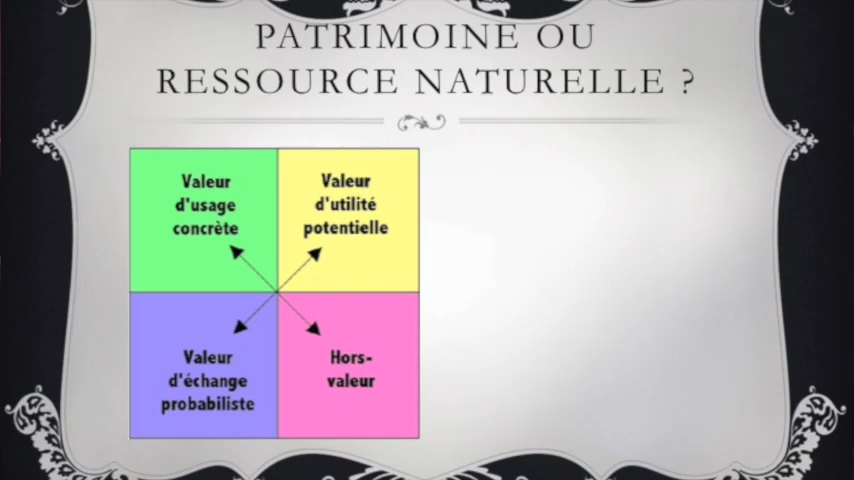 PATRIMOINE OU
RESSOURCE NATURELLE ?
Valeur
d'usage
concrète
Valeur
d'utilité
potentielle
Valeur
d'échange
probabiliste
Hors-
valeur